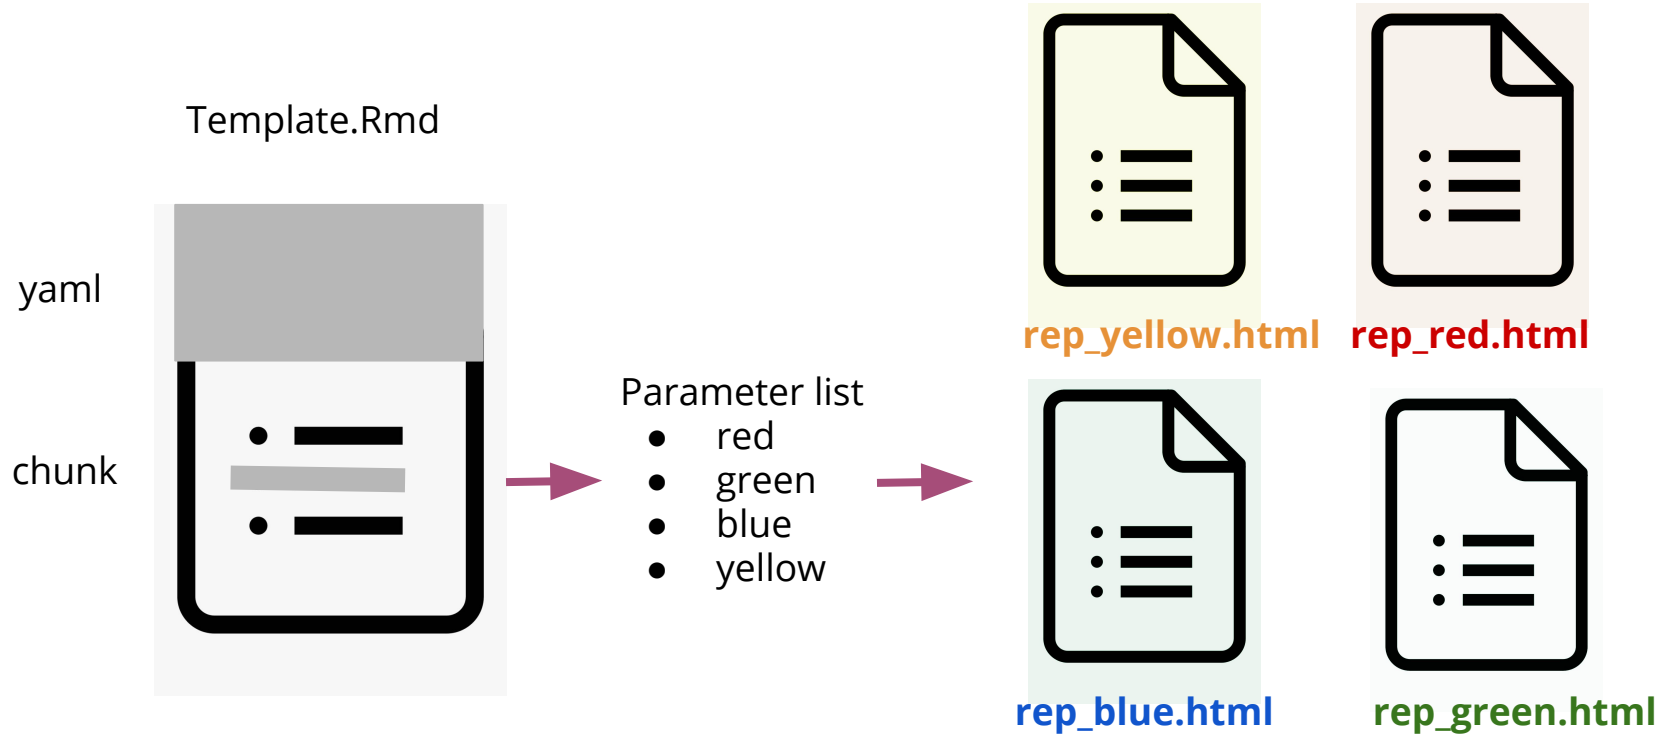 Template.Rmd
yaml
chunk
Parameter list
● red
● green
● blue
● yellow
rep_yellow.html
rep_red.html
rep_blue.html
rep_green.html